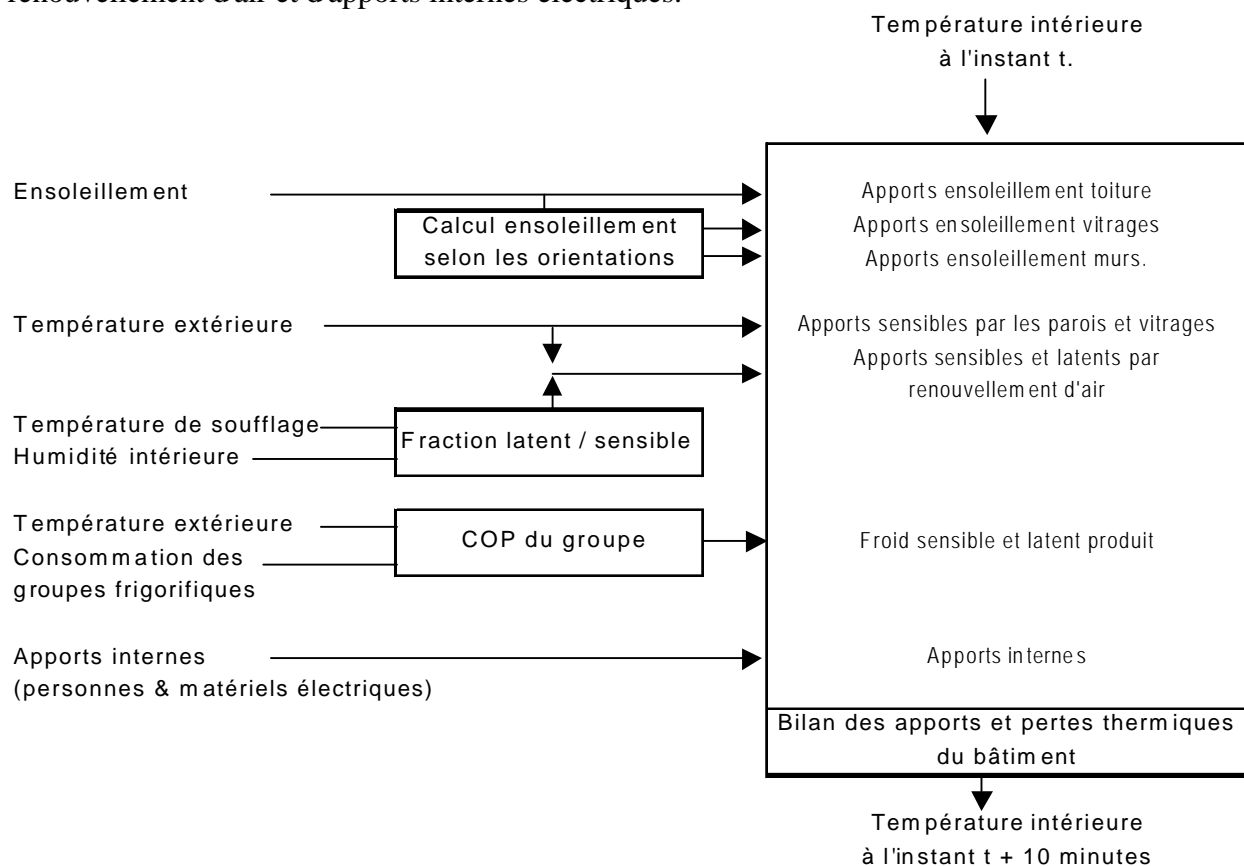 renouvellement d'air et d'apports internes électriques.
Température intérieure
à l'instant t.
Ensoleillement
Calcul ensoleillement
selon les orientations
Apports ensoleillement toiture
Apports ensoleillement vitrages
Apports ensoleillement murs.
Température extérieure
Apports sensibles par les parois et vitrages
Apports sensibles et latents par
renouvellement d'air
Température de soufflage
Humidité intérieure
Fraction latent / sensible
Température extérieure
Consommation des
groupes frigorifiques
COP du groupe
Froid sensible et latent produit
Apports internes
(personnes & matériels électriques)
Apports internes
Bilan des apports et pertes thermiques
du bâtiment
Température intérieure
à l'instant t + 10 minutes